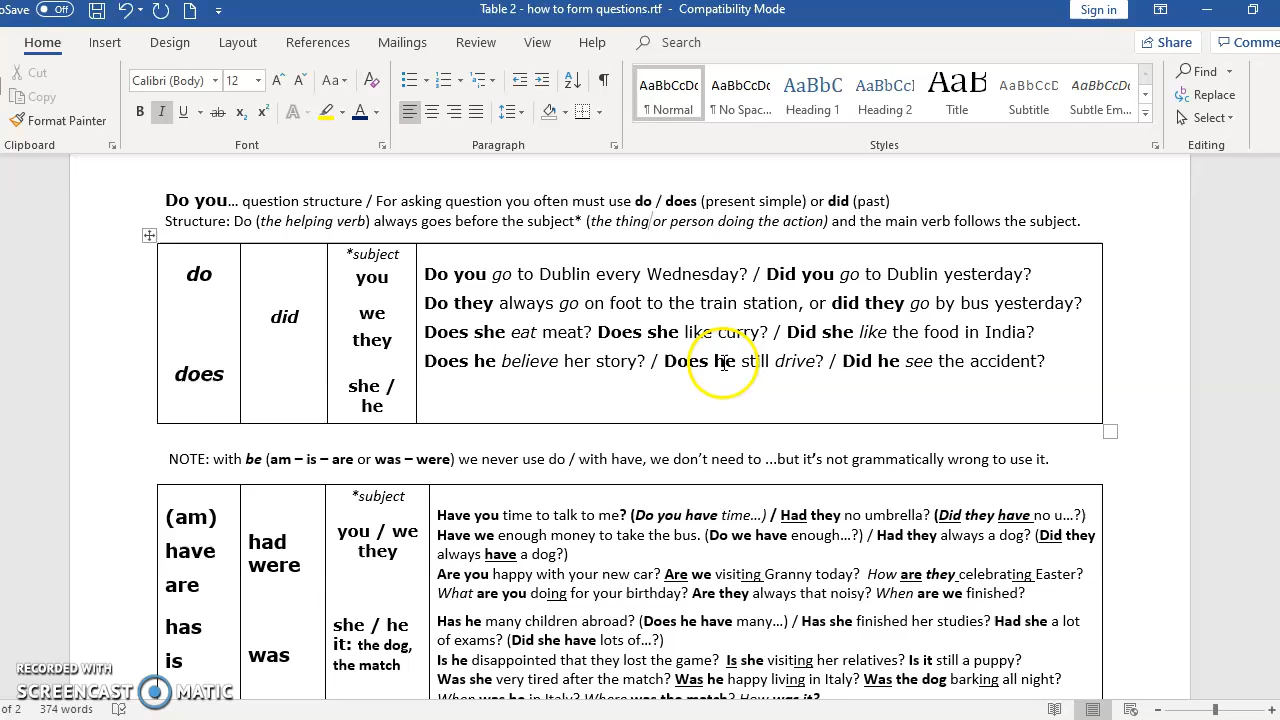 Save Off Table 2 - how to form questions.rtf - Compatibility Mode Sign in
Home Insert Design Layout References Mailings Review View Help Search Share Comme
Cut
Copy
Format Painter
Calibri (Body) 12
AaBbCcDc AaBbCcDc AaBbC AaBbCcI AaB AaBbCcD AaBbCcDc
¶ Normal ¶ No Spac... Heading 1 Heading 2 Title Subtitle Subtle Em...
Find
Replace
Select
Clipboard Font Paragraph Styles Editing
Do you... question structure / For asking question you often must use do / does (present simple) or did (past)
Structure: Do (the helping verb) always goes before the subject* (the thing or person doing the action) and the main verb follows the subject.
do
does
did
*subject
you
we
they
she /
he
Do you go to Dublin every Wednesday? / Did you go to Dublin yesterday?
Do they always go on foot to the train station, or did they go by bus yesterday?
Does she eat meat? Does she like curry? / Did she like the food in India?
Does he believe her story? / Does he still drive? / Did he see the accident?
NOTE: with be (am – is – are or was – were) we never use do / with have, we don't need to ...but it's not grammatically wrong to use it.
(am)
have
are
has
is
had
were
was
*subject
you / we
they
she / he
it: the dog,
the match
Have you time to talk to me? (Do you have time...) / Had they no umbrella? (Did they have no u...?)
Have we enough money to take the bus. (Do we have enough...?) / Had they always a dog? (Did they
always have a dog?)
Are you happy with your new car? Are we visiting Granny today? How are they celebrating Easter?
What are you doing for your birthday? Are they always that noisy? When are we finished?
Has he many children abroad? (Does he have many...) / Has she finished her studies? Had she a lot
of exams? (Did she have lots of...?)
Is he disappointed that they lost the game? Is she visiting her relatives? Is it still a puppy?
Was she very tired after the match? Was he happy living in Italy? Was the dog barking all night?
When was he in Italy? Where was the match? How was it?
RECORDED WITH
SCREENCAST MATIC
of 2 374 words